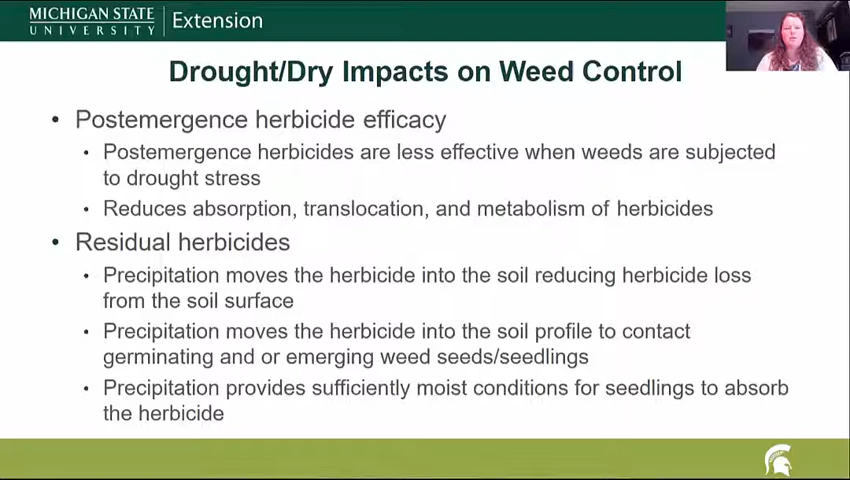 MICHIGAN STATE
UNIVERSITY
Extension
Drought/Dry Impacts on Weed Control
• Postemergence herbicide efficacy
• Postemergence herbicides are less effective when weeds are subjected
to drought stress
• Reduces absorption, translocation, and metabolism of herbicides
• Residual herbicides
• Precipitation moves the herbicide into the soil reducing herbicide loss
from the soil surface
• Precipitation moves the herbicide into the soil profile to contact
germinating and or emerging weed seeds/seedlings
• Precipitation provides sufficiently moist conditions for seedlings to absorb
the herbicide